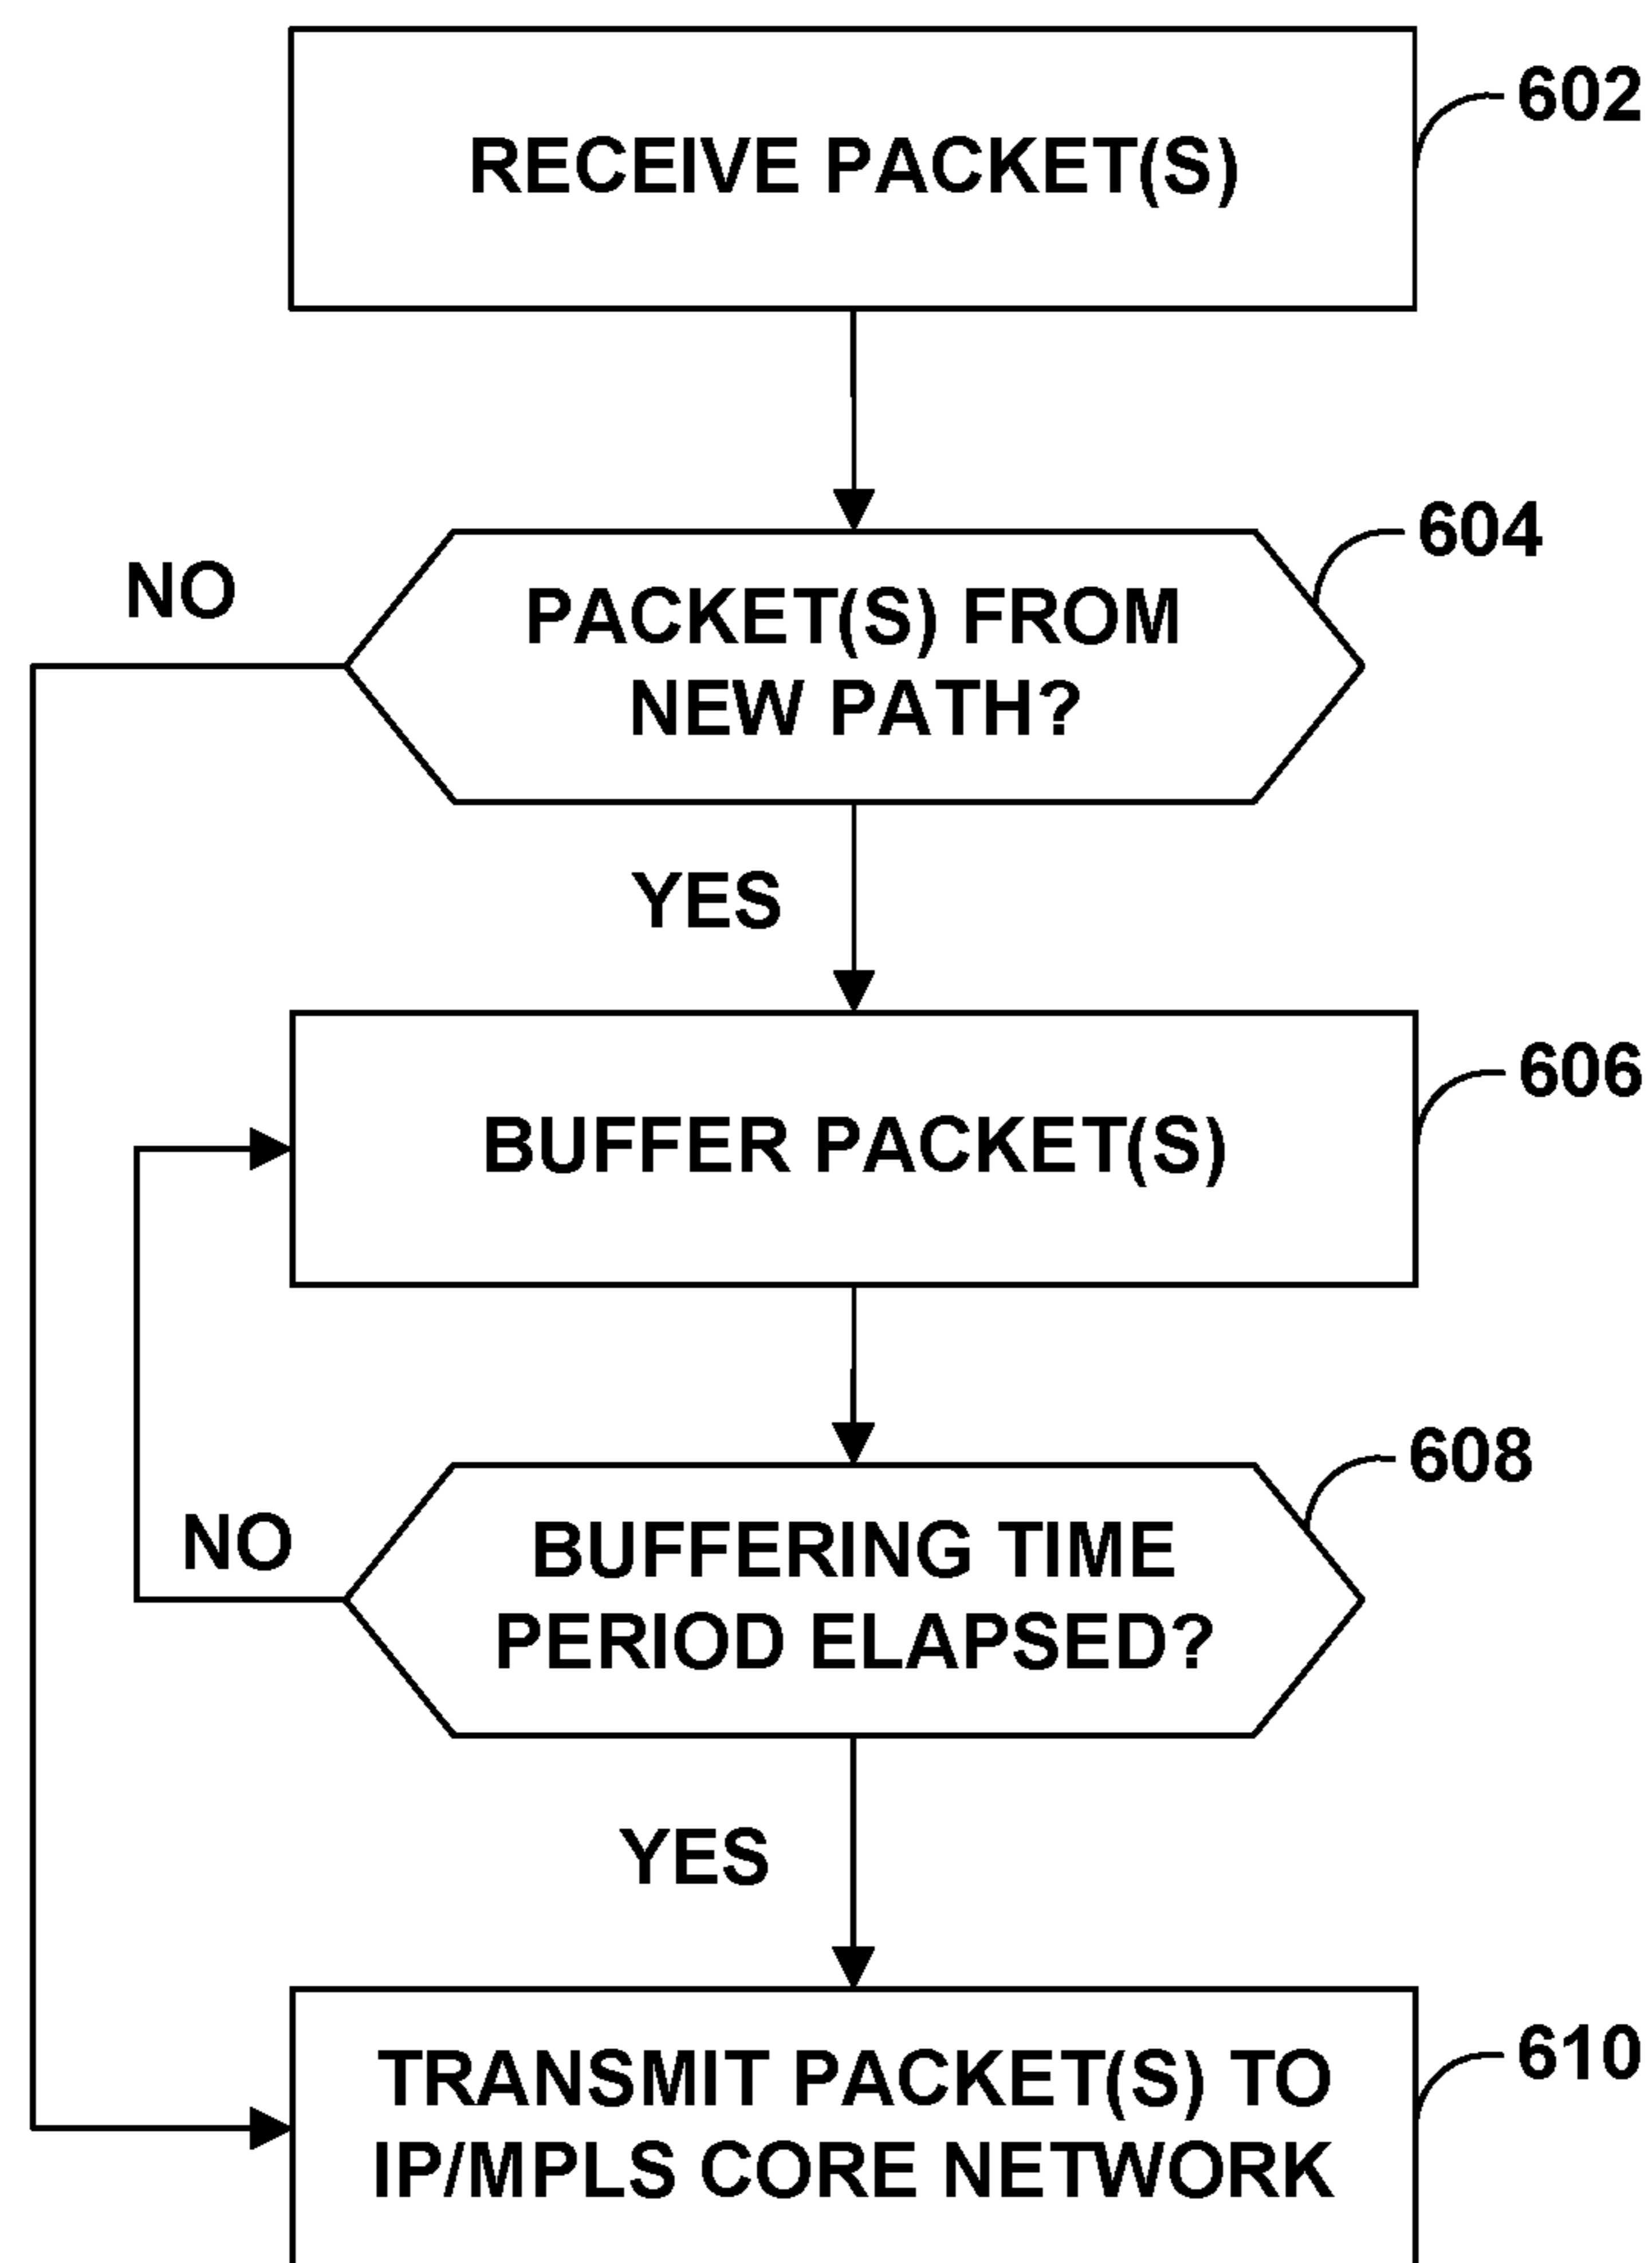 RECEIVE PACKET(S)
602
604
NO
PACKET(S) FROM
NEW PATH?
YES
606
BUFFER PACKET(S)
608
NO
BUFFERING TIME
PERIOD ELAPSED?
YES
610
TRANSMIT PACKET(S) TO
IP/MPLS CORE NETWORK